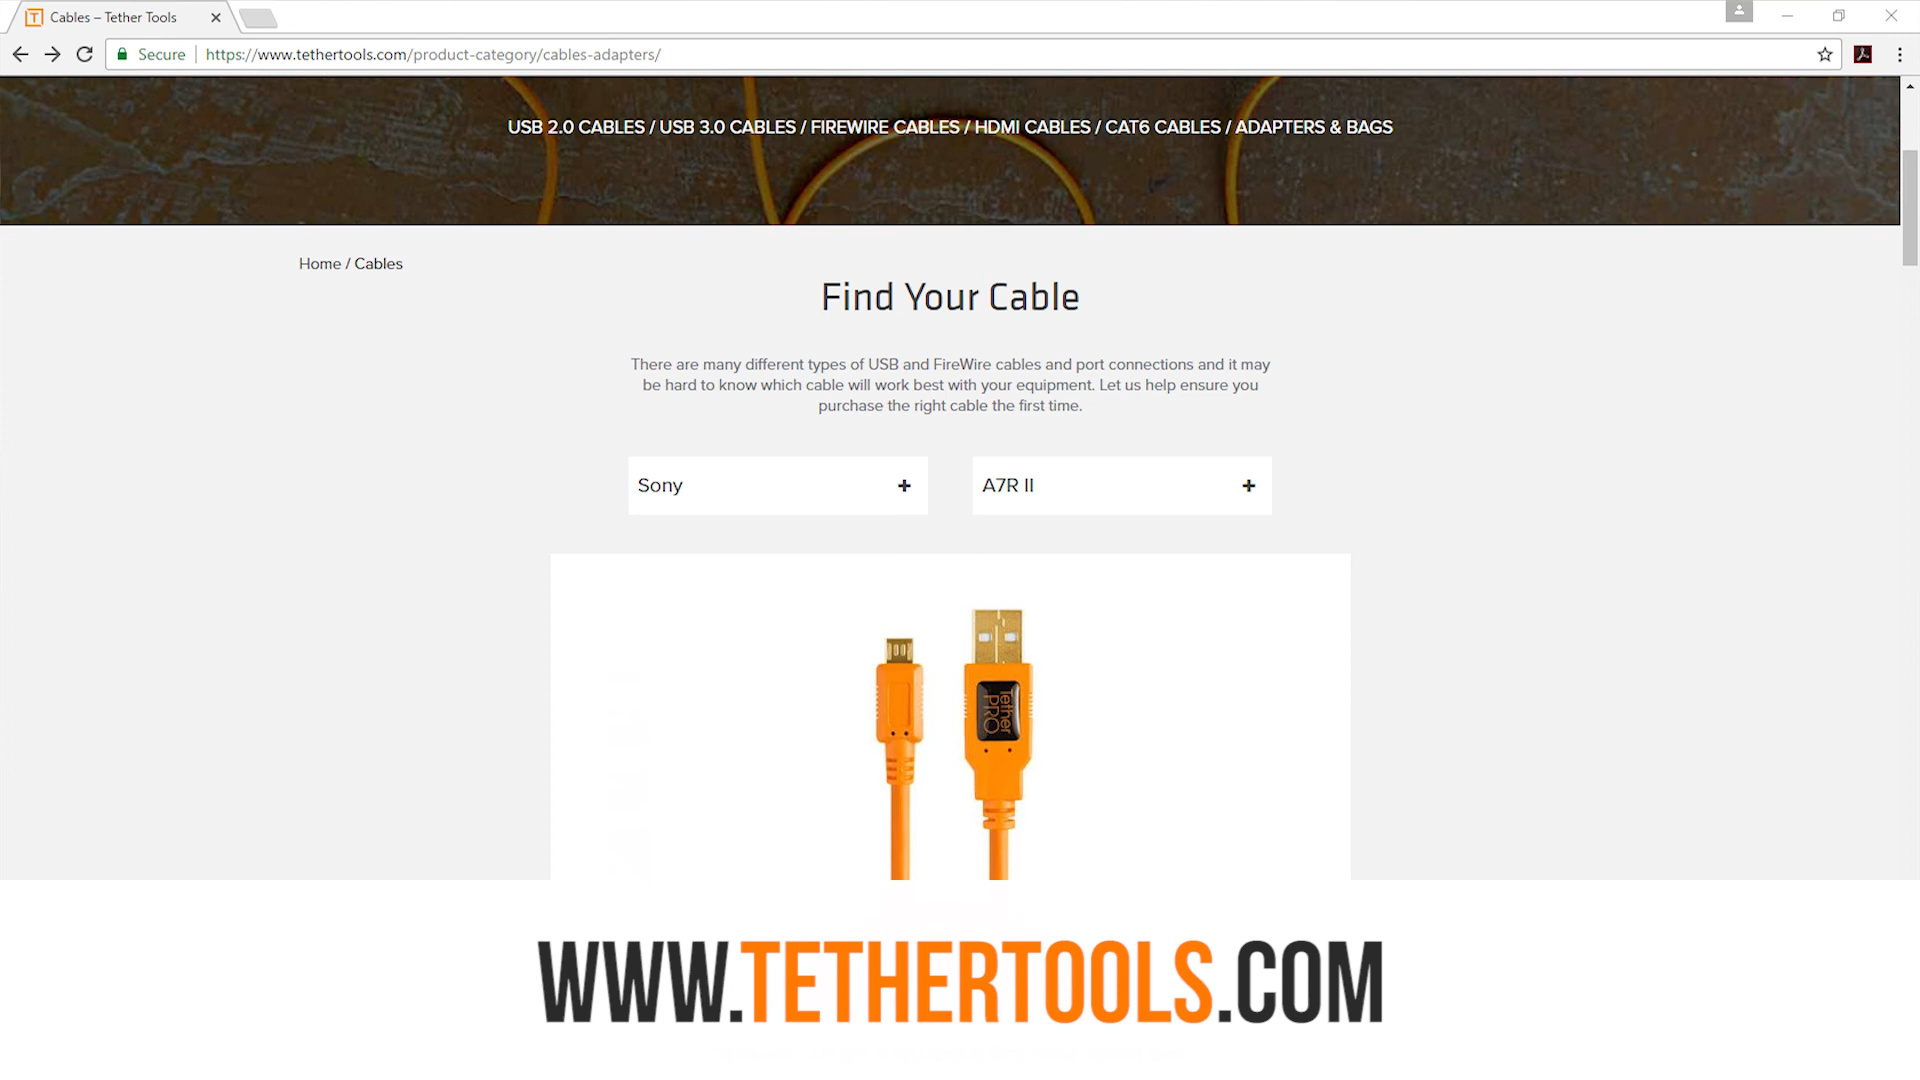 Cables – Tether Tools
Secure
https://www.tethertools.com/product-category/cables-adapters/
USB 2.0 CABLES / USB 3.0 CABLES / FIREWIRE CABLES / HDMI CABLES / CAT6 CABLES / ADAPTERS & BAGS
Home / Cables
Find Your Cable
There are many different types of USB and FireWire cables and port connections and it may
be hard to know which cable will work best with your equipment. Let us help ensure you
purchase the right cable the first time.
Sony
A7R II
Tether
PRO
WWW.TETHERTOOLS.COM